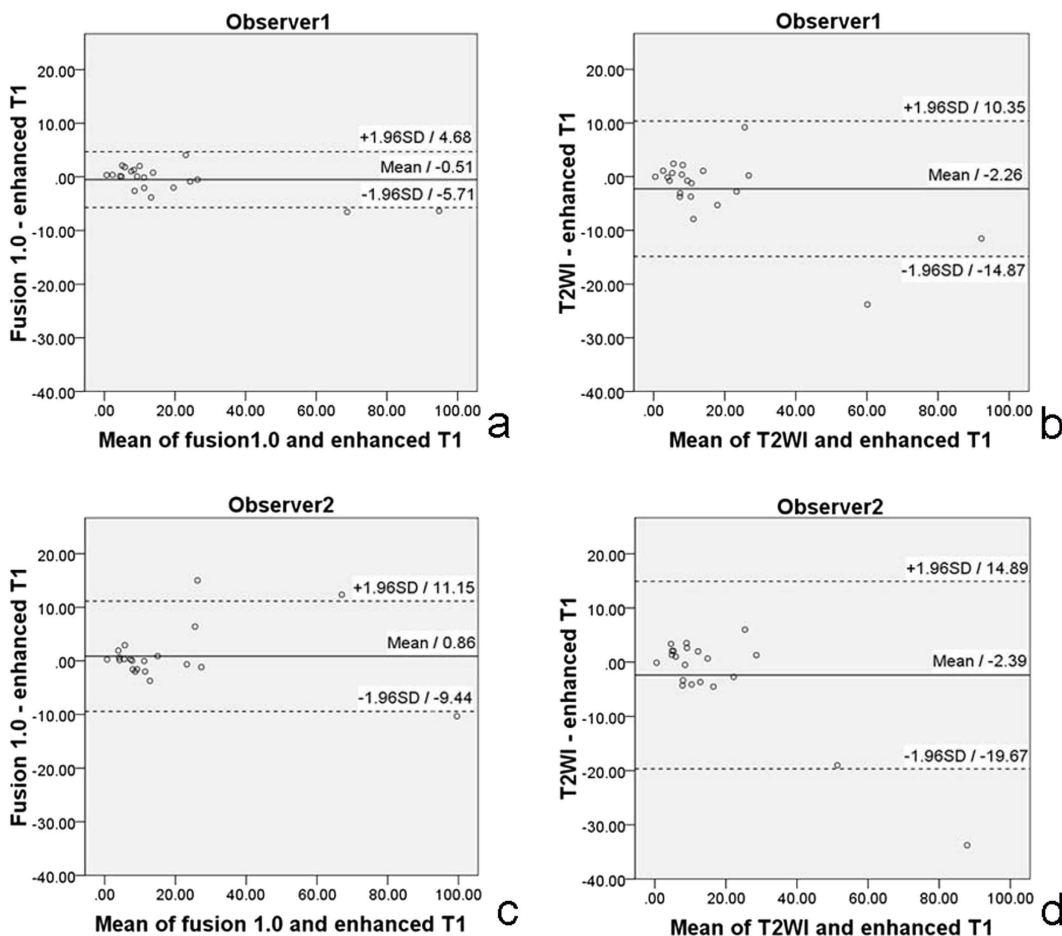 Observer1
Fusion 1.0 - enhanced T1
20.00
10.00
.00
-10.00
-20.00
-30.00
-40.00
+1.96SD / 4.68
Mean / -0.51
-1.96SD / -5.71
.00 20.00 40.00 60.00 80.00 100.00
Mean of fusion1.0 and enhanced T1
a
Observer1
T2WI - enhanced T1
20.00
10.00
.00
-10.00
-20.00
-30.00
-40.00
+1.96SD / 10.35
Mean / -2.26
-1.96SD / -14.87
.00 20.00 40.00 60.00 80.00 100.00
Mean of T2WI and enhanced T1
b
Observer2
Fusion 1.0 - enhanced T1
20.00
10.00
.00
-10.00
-20.00
-30.00
-40.00
+1.96SD / 11.15
Mean / 0.86
-1.96SD / -9.44
.00 20.00 40.00 60.00 80.00 100.00
Mean of fusion 1.0 and enhanced T1
c
Observer2
T2WI - enhanced T1
20.00
10.00
.00
-10.00
-20.00
-30.00
-40.00
+1.96SD / 14.89
Mean / -2.39
-1.96SD / -19.67
.00 20.00 40.00 60.00 80.00 100.00
Mean of T2WI and enhanced T1
d